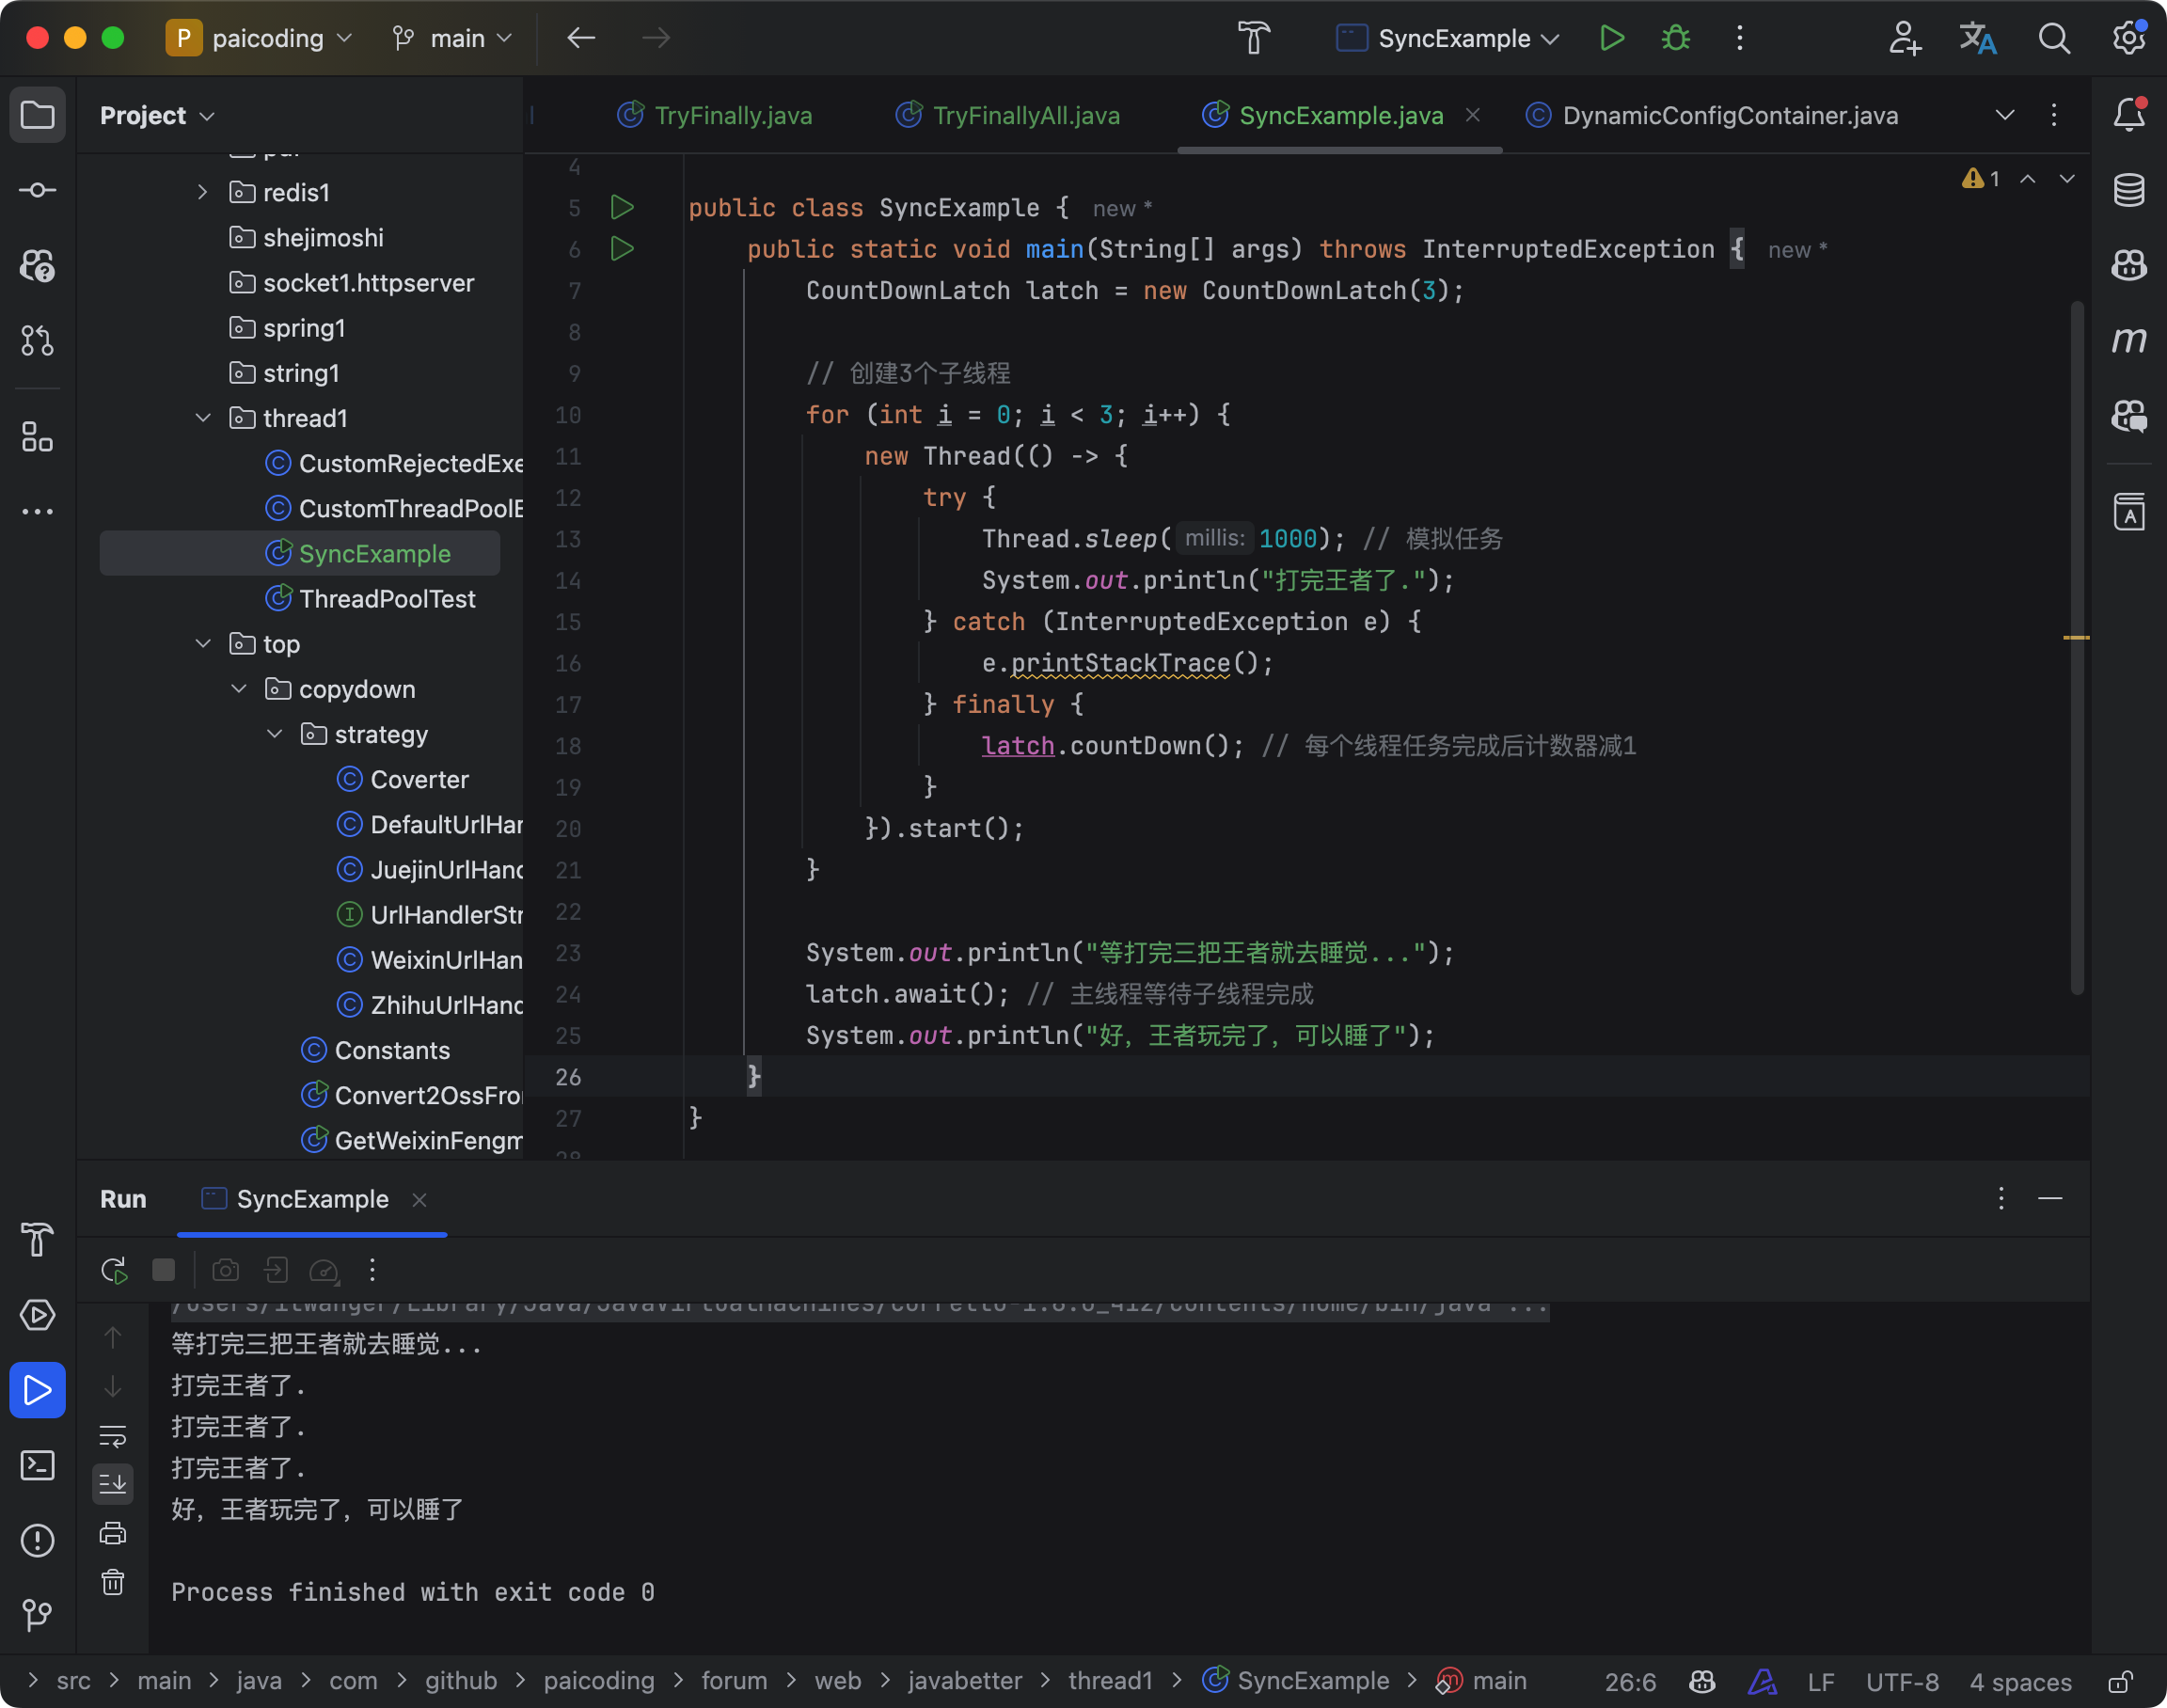 P paicoding main SyncExample
Project
TryFinally.java TryFinallyAll.java SyncExample.java DynamicConfigContainer.java
redis1
shejimoshi
socket1.httpserver
spring1
string1
thread1
CustomRejectedExe
CustomThreadPoolE
SyncExample
ThreadPoolTest
top
copydown
strategy
Coverter
DefaultUrlHar
JuejinUrlHand
UrlHandlerStr
WeixinUrlHan
ZhihuUrlHand
Constants
Convert2OssFro
GetWeixinFengm
1
4
5 public class SyncExample { new *
6 public static void main(String[] args) throws InterruptedException { new *
7 CountDownLatch latch = new CountDownLatch(3);
8
9 // 创建3个子线程
10 for (int i = 0; i < 3; i++) {
11 new Thread(() -> {
12 try {
13 Thread.sleep( millis: 1000); // 模拟任务
14 System.out.println("打完王者了.");
15 } catch (InterruptedException e) {
16 e.printStackTrace();
17 } finally {
18 latch.countDown(); // 每个线程任务完成后计数器减1
19 }
20 }).start();
21 }
22
23 System.out.println("等打完三把王者就去睡觉...");
24 latch.await(); // 主线程等待子线程完成
25 System.out.println("好，王者玩完了，可以睡了");
26 }
27 }
28
Run SyncExample
/Users/itwanger/Library/Java/JavaVirtualMachines/corretto-1.8.0_412/Contents/Home/bin/java ...
等打完三把王者就去睡觉...
打完王者了.
打完王者了.
打完王者了.
好，王者玩完了，可以睡了
Process finished with exit code 0
src > main > java > com > github > paicoding > forum > web > javabetter > thread1 > SyncExample > main 26:6 LF UTF-8 4 spaces